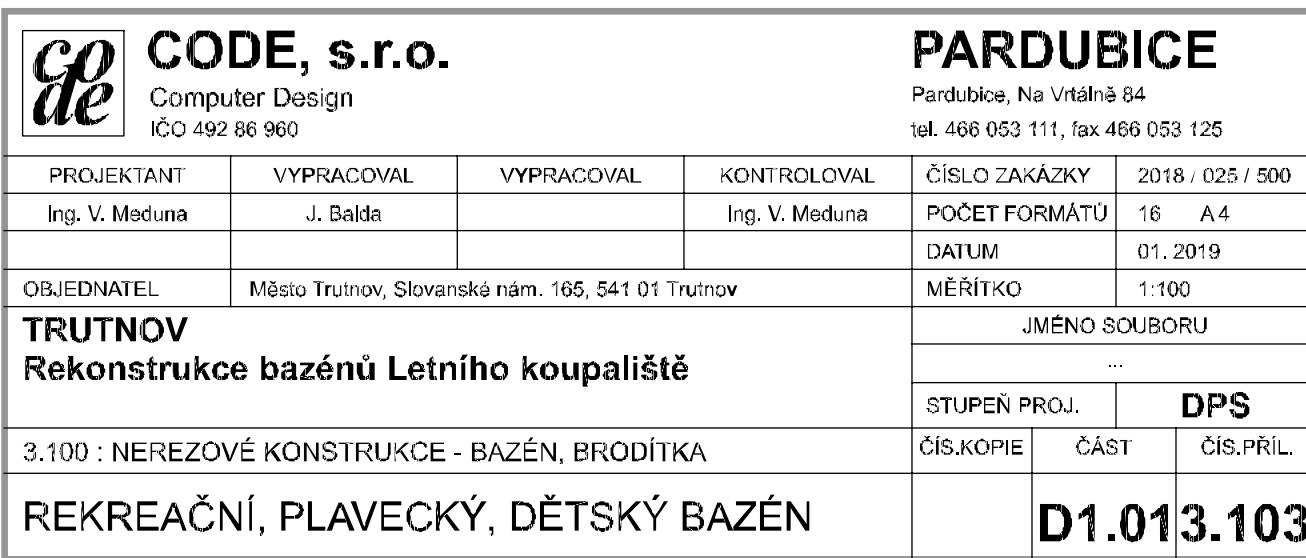 co
de
CODE, s.r.o.
Computer Design
IČO 492 86 960
PARDUBICE
Pardubice, Na Vrtálně 84
tel. 466 053 111, fax 466 053 125
PROJEKTANT VYPRACOVAL VYPRACOVAL KONTROLOVAL ČÍSLO ZAKÁZKY 2018 / 025 / 500
Ing. V. Meduna J. Balda Ing. V. Meduna POČET FORMÁTŮ 16 A4
DATUM 01. 2019
OBJEDNATEL Město Trutnov, Slovanské nám. 165, 541 01 Trutnov MĚŘÍTKO 1:100
TRUTNOV
Rekonstrukce bazénů Letního koupaliště
JMÉNO SOUBORU
...
STUPEŇ PROJ. DPS
3.100 : NEREZOVÉ KONSTRUKCE - BAZÉN, BRODÍTKA ČÍS.KOPIE ČÁST ČÍS.PŘÍL.
REKREAČNÍ, PLAVECKÝ, DĚTSKÝ BAZÉN D1.01 3.103